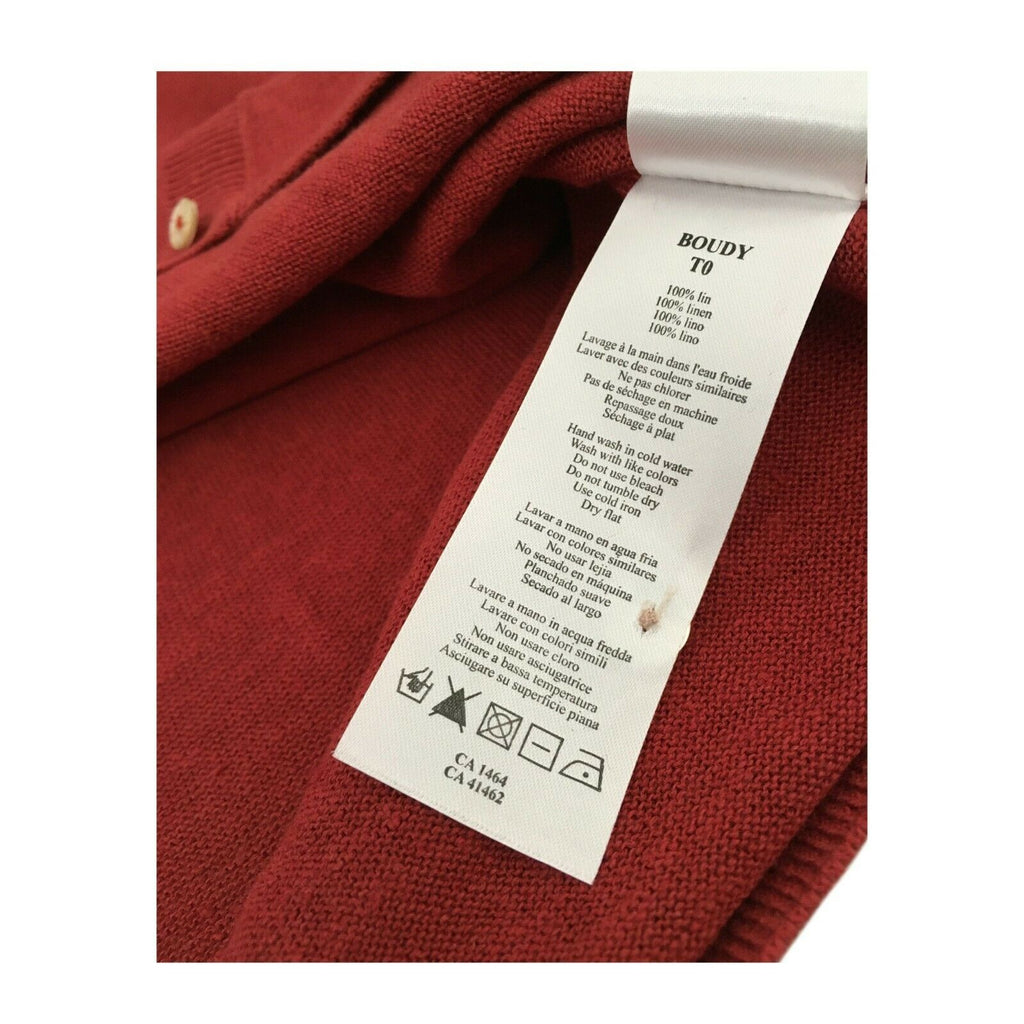 BOUDY
T0
100% lin
100% linen
100% lino
100% lino
Lavage à la main dans l'eau froide
Laver avec des couleurs similaires
Ne pas chlorer
Pas de séchage en machine
Repassage doux
Séchage à plat
Hand wash in cold water
Wash with like colors
Do not use bleach
Do not tumble dry
Use cold iron
Dry flat
Lavar a mano en agua fria
Lavar con colores similares
No usar lejia
No secado en máquina
Planchado suave
Secado al largo
Lavare a mano in acqua fredda
Lavare con colori simili
Non usare cloro
Non usare asciugatrice
Stirare a bassa temperatura
Asciugare su superficie piana
CA 1464
CA 41462